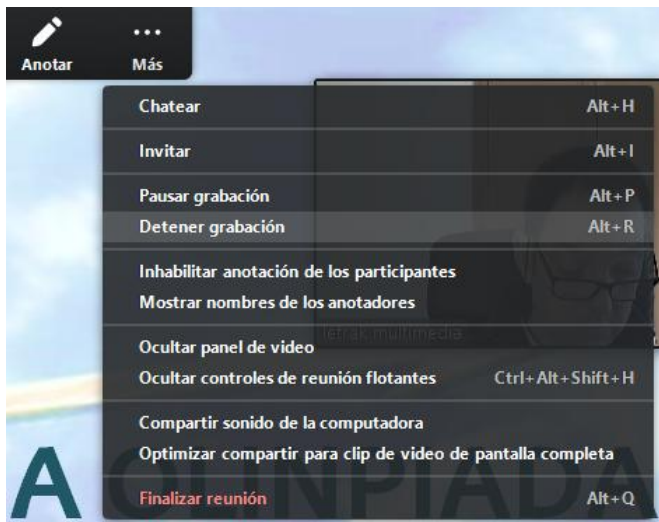 Anotar Más
Chatear Alt+H
Invitar Alt+I
Pausar grabación Alt+P
Detener grabación Alt+R
Inhabilitar anotación de los participantes
Mostrar nombres de los anotadores
letrak multimedia
Ocultar panel de video
Ocultar controles de reunión flotantes Ctrl+Alt+Shift+H
Compartir sonido de la computadora
Optimizar compartir para clip de video de pantalla completa
A OLINPIADA
Finalizar reunión Alt+Q